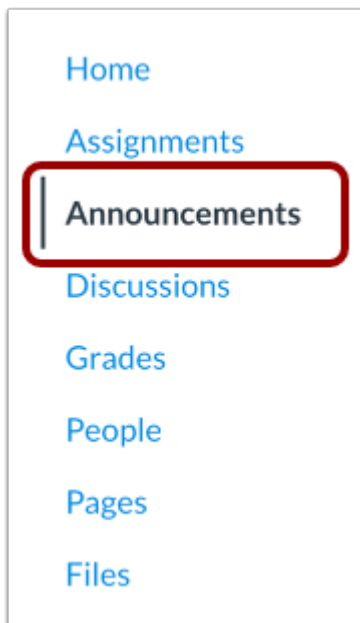 Home
Assignments
Announcements
Discussions
Grades
People
Pages
Files